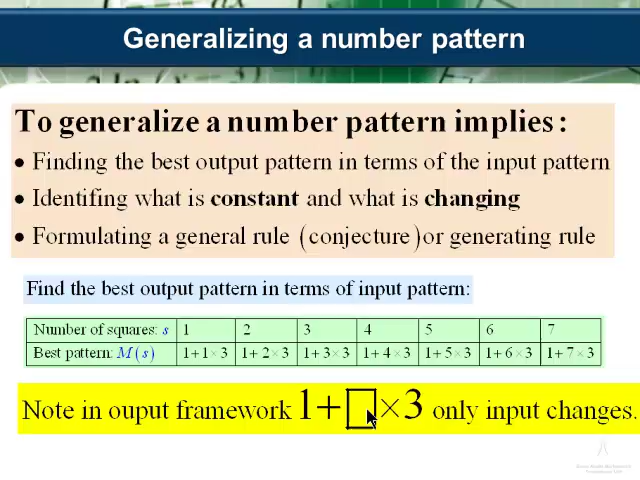 Generalizing a number pattern
To generalize a number pattern implies:
• Finding the best output pattern in terms of the input pattern
• Identifing what is constant and what is changing
• Formulating a general rule (conjecture) or generating rule
Find the best output pattern in terms of input pattern:
Number of squares: s 1 2 3 4 5 6 7
Best pattern: M(s) 1+1×3 1+2×3 1+3×3 1+4×3 1+5×3 1+6×3 1+7×3
Note in ouput framework 1+□×3 only input changes.